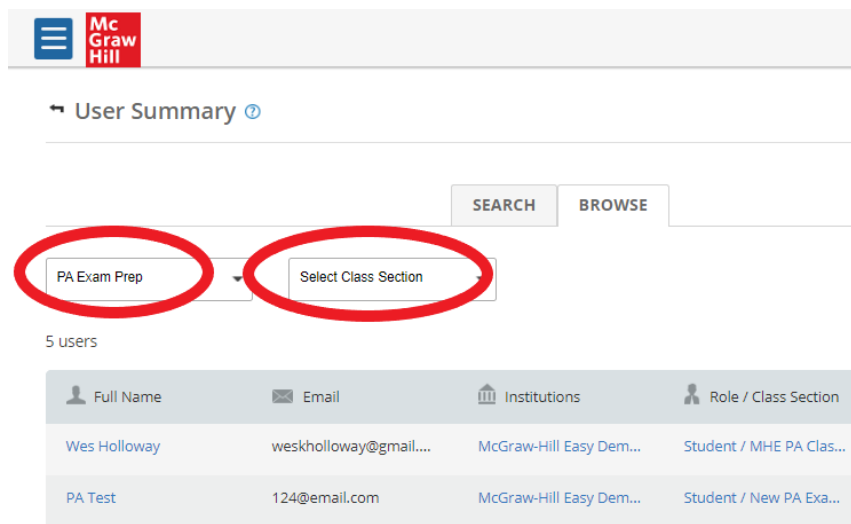 Mc
Graw
Hill
User Summary ?
SEARCH BROWSE
PA Exam Prep Select Class Section
5 users
Full Name Email Institutions Role / Class Section
Wes Holloway weskholloway@gmail.... McGraw-Hill Easy Dem... Student / MHE PA Clas...
PA Test 124@email.com McGraw-Hill Easy Dem... Student / New PA Exa...